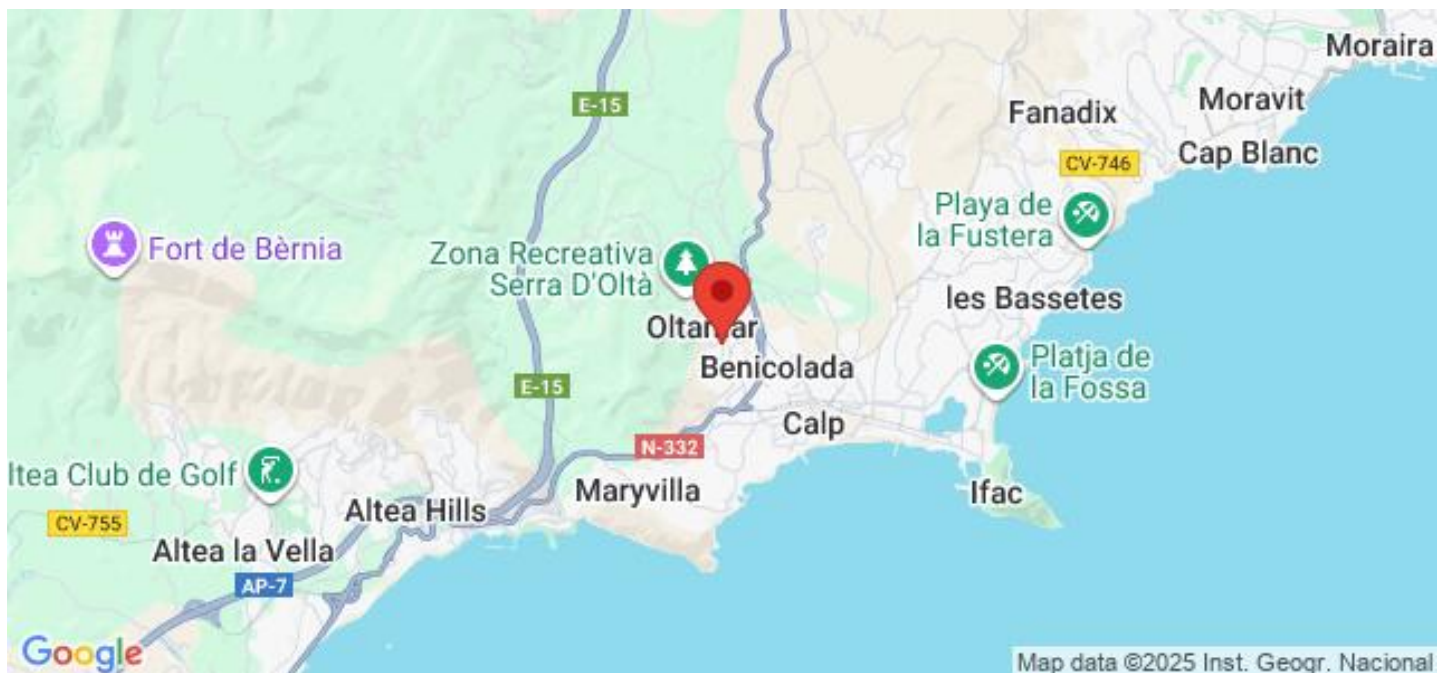 Moraira
E-15
Moravit
Fanadix
Cap Blanc
CV-746
Playa de
la Fustera
Fort de Bèrnia
Zona Recreativa
Serra D'Oltà
les Bassetes
Oltamar
Benicolada
Platja de
la Fossa
E-15
Calp
N-332
ltea Club de Golf
Maryvilla
Ifac
Altea Hills
CV-755
Altea la Vella
AP-7
Google
Map data ©2025 Inst. Geogr. Nacional